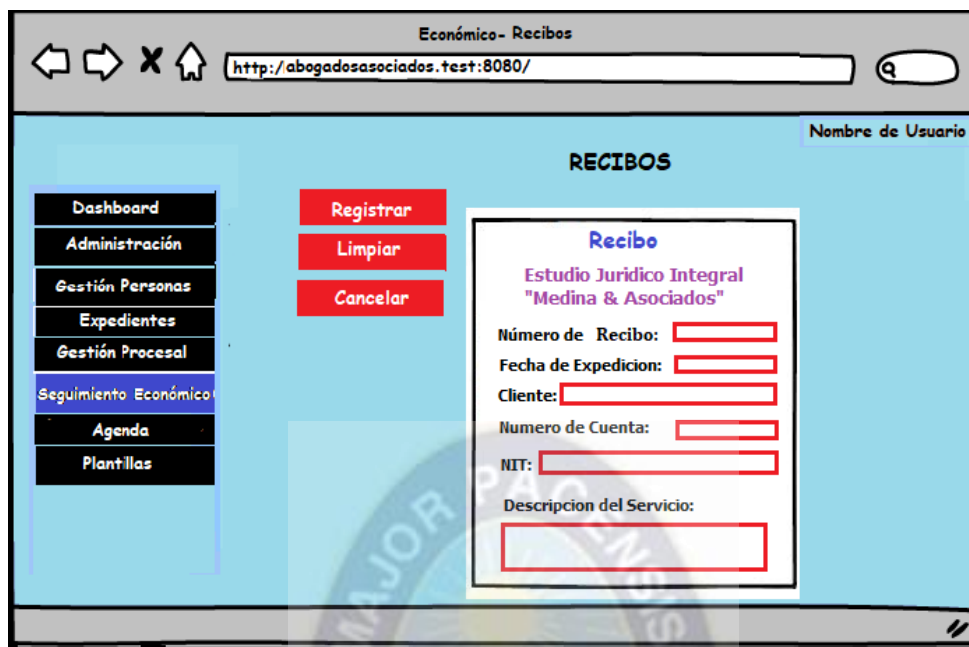 Económico- Recibos
http:/abogadosasociados.test:8080/
Nombre de Usuario
RECIBOS
Dashboard
Administración
Gestión Personas
Expedientes
Gestión Procesal
Seguimiento Económico
Agenda
Plantillas
Registrar
Limpiar
Cancelar
Recibo
Estudio Juridico Integral
"Medina & Asociados"
Número de Recibo:
Fecha de Expedicion:
Cliente:
Numero de Cuenta:
NIT:
Descripcion del Servicio:
MAJOR PACENSIS